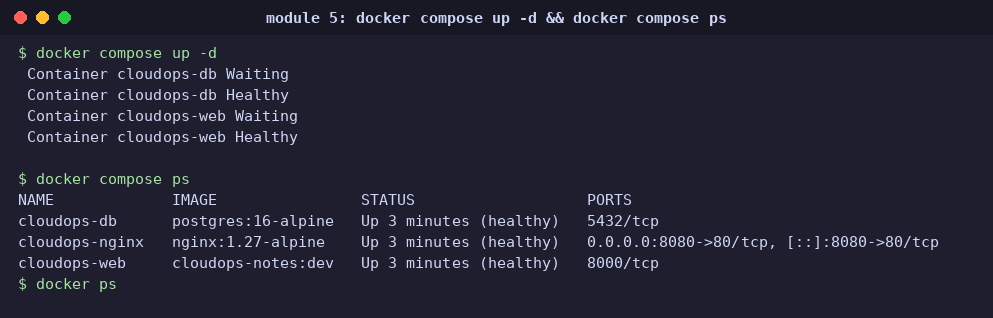 module 5: docker compose up -d && docker compose ps
$ docker compose up -d
 Container cloudops-db Waiting
 Container cloudops-db Healthy
 Container cloudops-web Waiting
 Container cloudops-web Healthy

$ docker compose ps
NAME             IMAGE                STATUS                   PORTS
cloudops-db      postgres:16-alpine   Up 3 minutes (healthy)   5432/tcp
cloudops-nginx   nginx:1.27-alpine    Up 3 minutes (healthy)   0.0.0.0:8080->80/tcp, [::]:8080->80/tcp
cloudops-web     cloudops-notes:dev   Up 3 minutes (healthy)   8000/tcp
$ docker ps